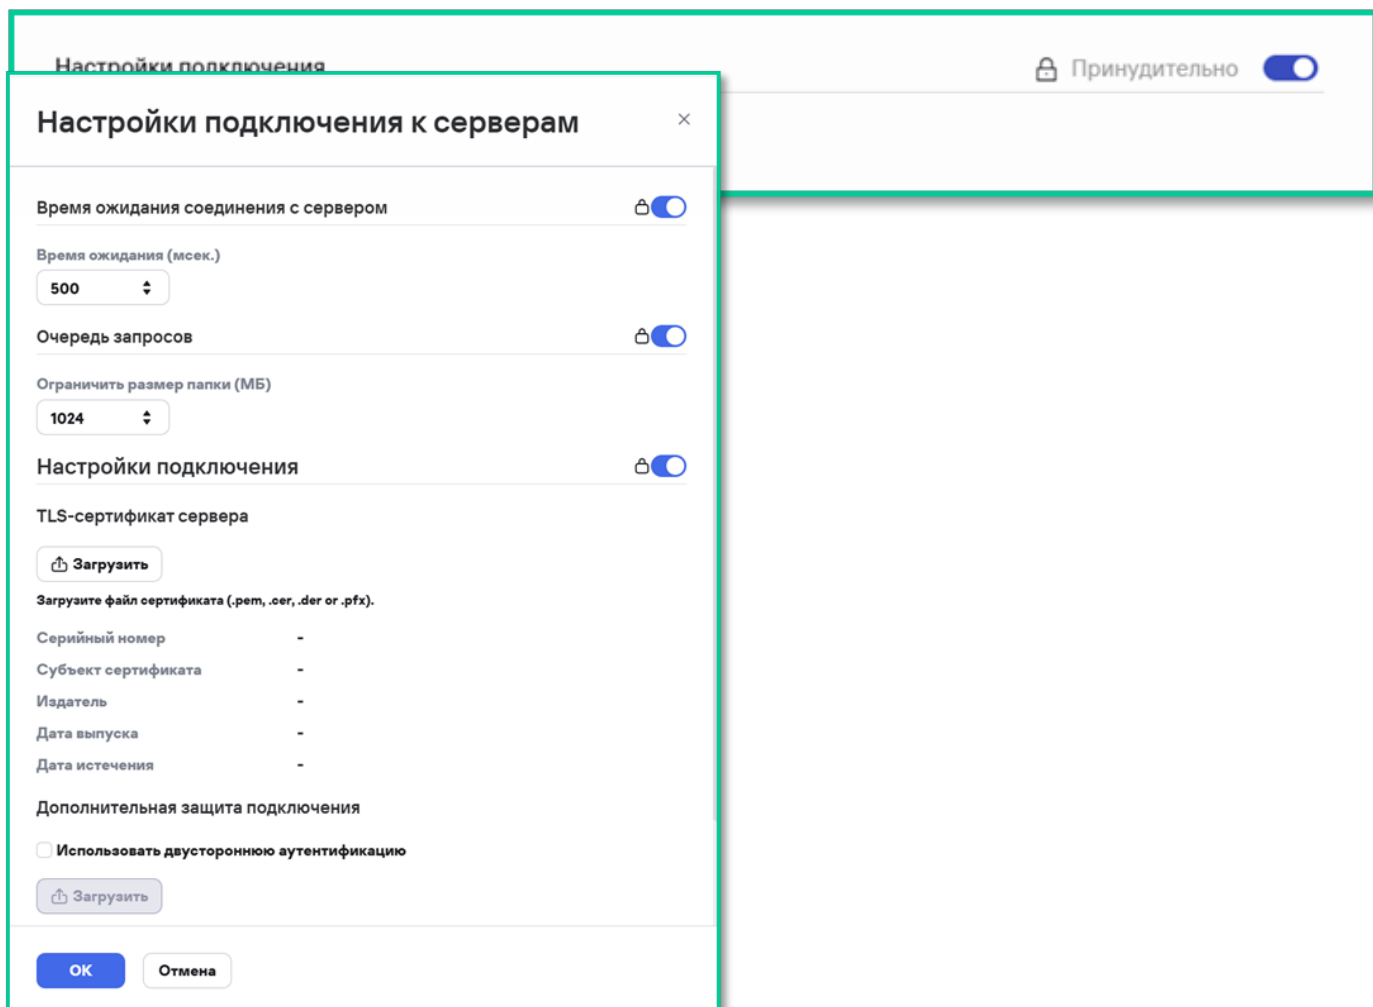 Настройки подключения
Принудительно
Настройки подключения к серверам
Время ожидания соединения с сервером
Время ожидания (мсек.)
500
Очередь запросов
Ограничить размер папки (МБ)
1024
Настройки подключения
TLS-сертификат сервера
Загрузить
Загрузите файл сертификата (.pem, .cer, .der or .pfx).
Серийный номер -
Субъект сертификата -
Издатель -
Дата выпуска -
Дата истечения -
Дополнительная защита подключения
Использовать двустороннюю аутентификацию
Загрузить
ОК Отмена